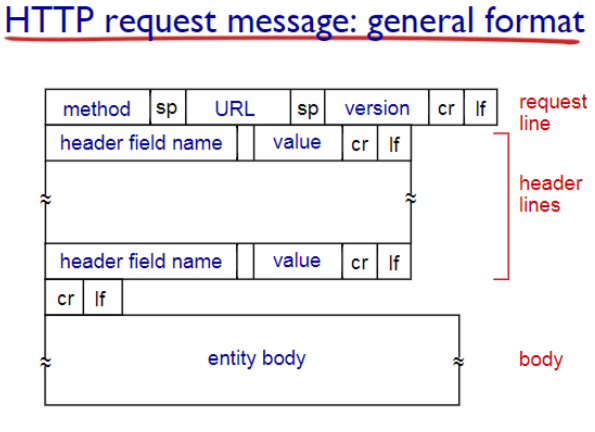 HTTP request message: general format
method sp URL sp version cr lf request line
header field name value cr lf
header lines
header field name value cr lf
cr lf
entity body body